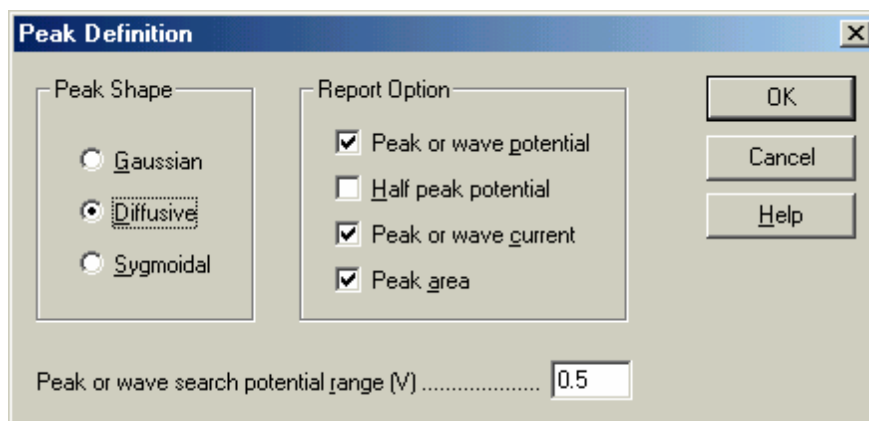 Peak Definition
Peak Shape
Gaussian
Diffusive
Sygmoidal
Report Option
Peak or wave potential
Half peak potential
Peak or wave current
Peak area
OK
Cancel
Help
Peak or wave search potential range (V) .................... 0.5